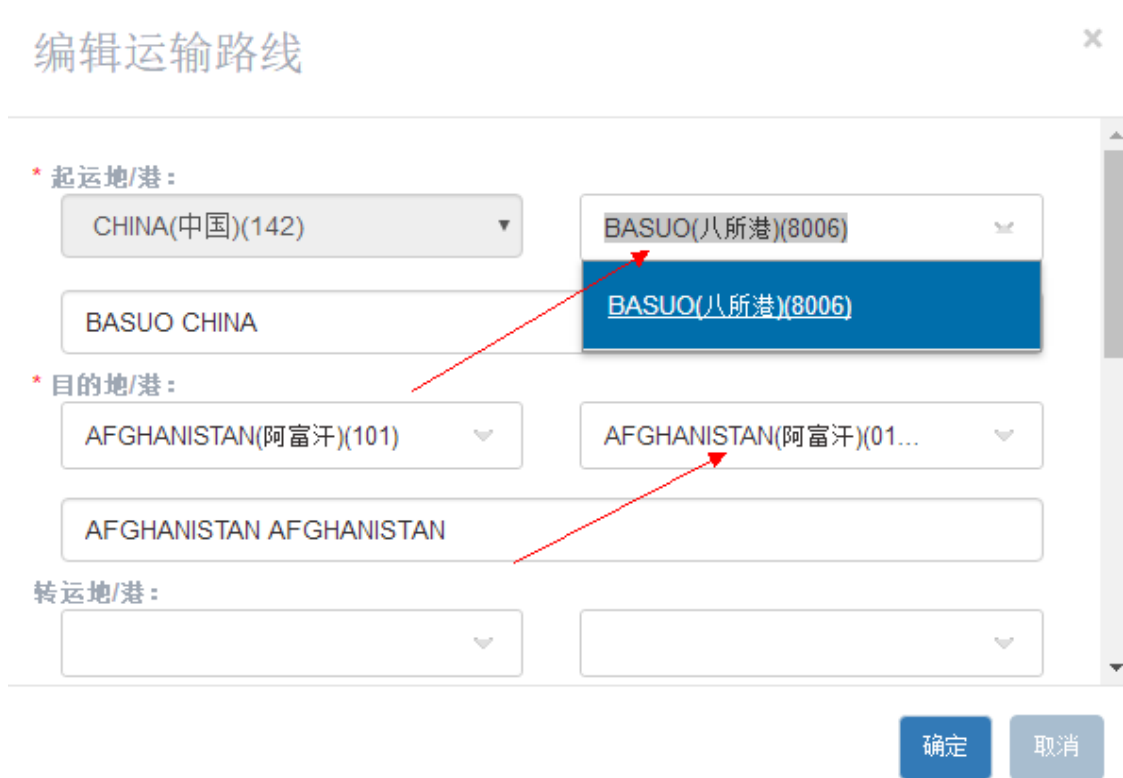 编辑运输路线
×
* 起运地/港：
CHINA(中国)(142)
BASUO(八所港)(8006)
BASUO(八所港)(8006)
BASUO CHINA
* 目的地/港：
AFGHANISTAN(阿富汗)(101)
AFGHANISTAN(阿富汗)(01...
AFGHANISTAN AFGHANISTAN
转运地/港：
确定
取消